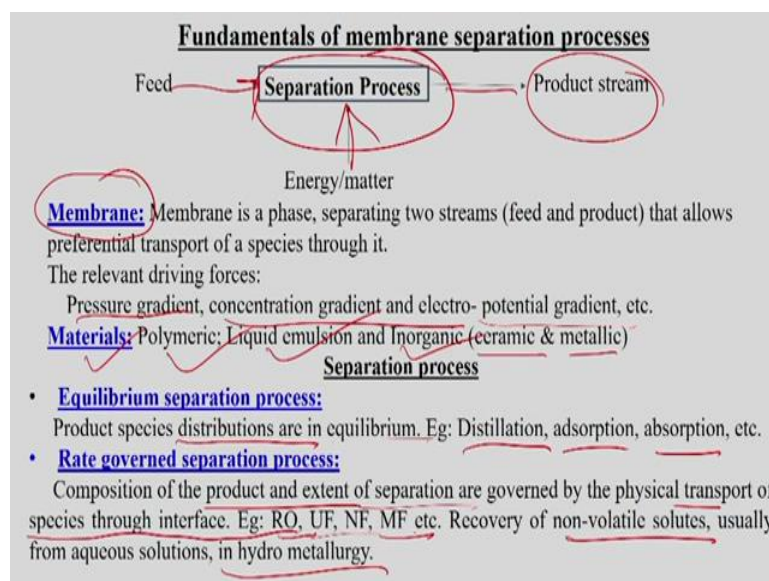 Fundamentals of membrane separation processes
Feed Separation Process Product stream
Energy/matter
Membrane: Membrane is a phase, separating two streams (feed and product) that allows
preferential transport of a species through it.
The relevant driving forces:
Pressure gradient, concentration gradient and electro- potential gradient, etc.
Materials: Polymeric; Liquid emulsion and Inorganic (ceramic & metallic)
Separation process
• Equilibrium separation process:
Product species distributions are in equilibrium. Eg: Distillation, adsorption, absorption, etc.
• Rate governed separation process:
Composition of the product and extent of separation are governed by the physical transport of
species through interface. Eg: RO, UF, NF, MF etc. Recovery of non-volatile solutes, usually
from aqueous solutions, in hydro metallurgy.